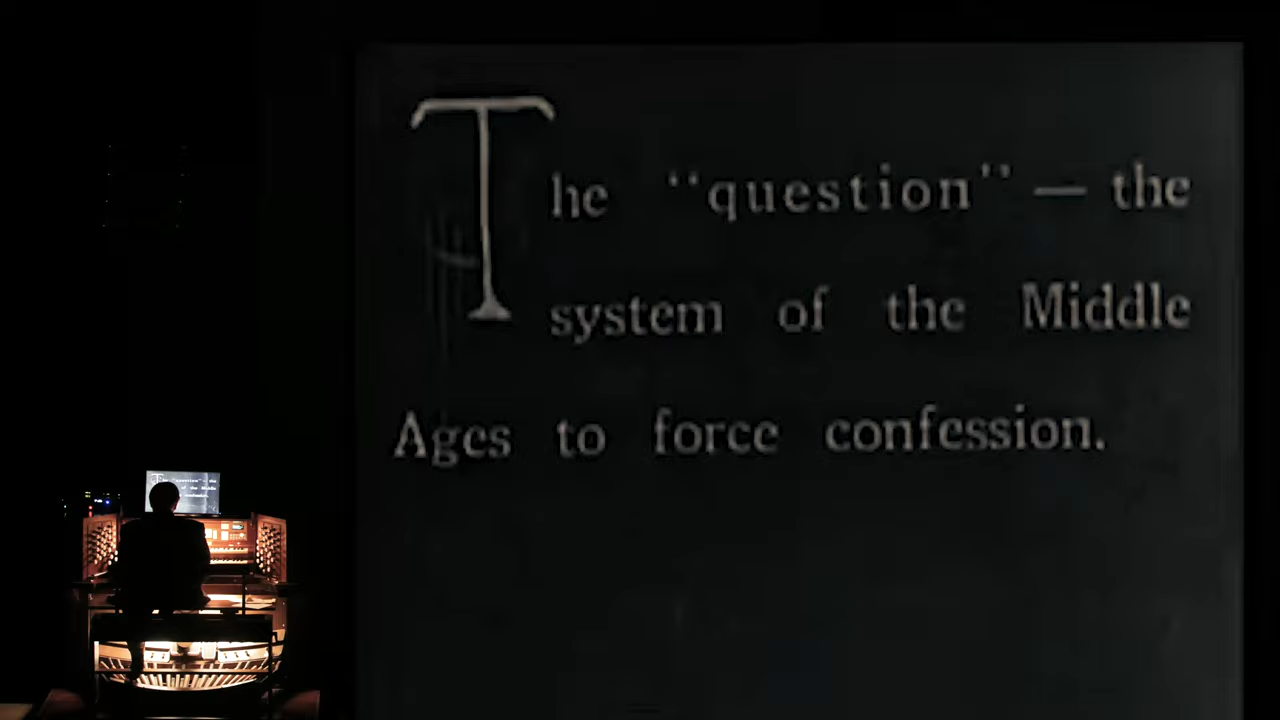 The "question" — the
system of the Middle
Ages to force confession.